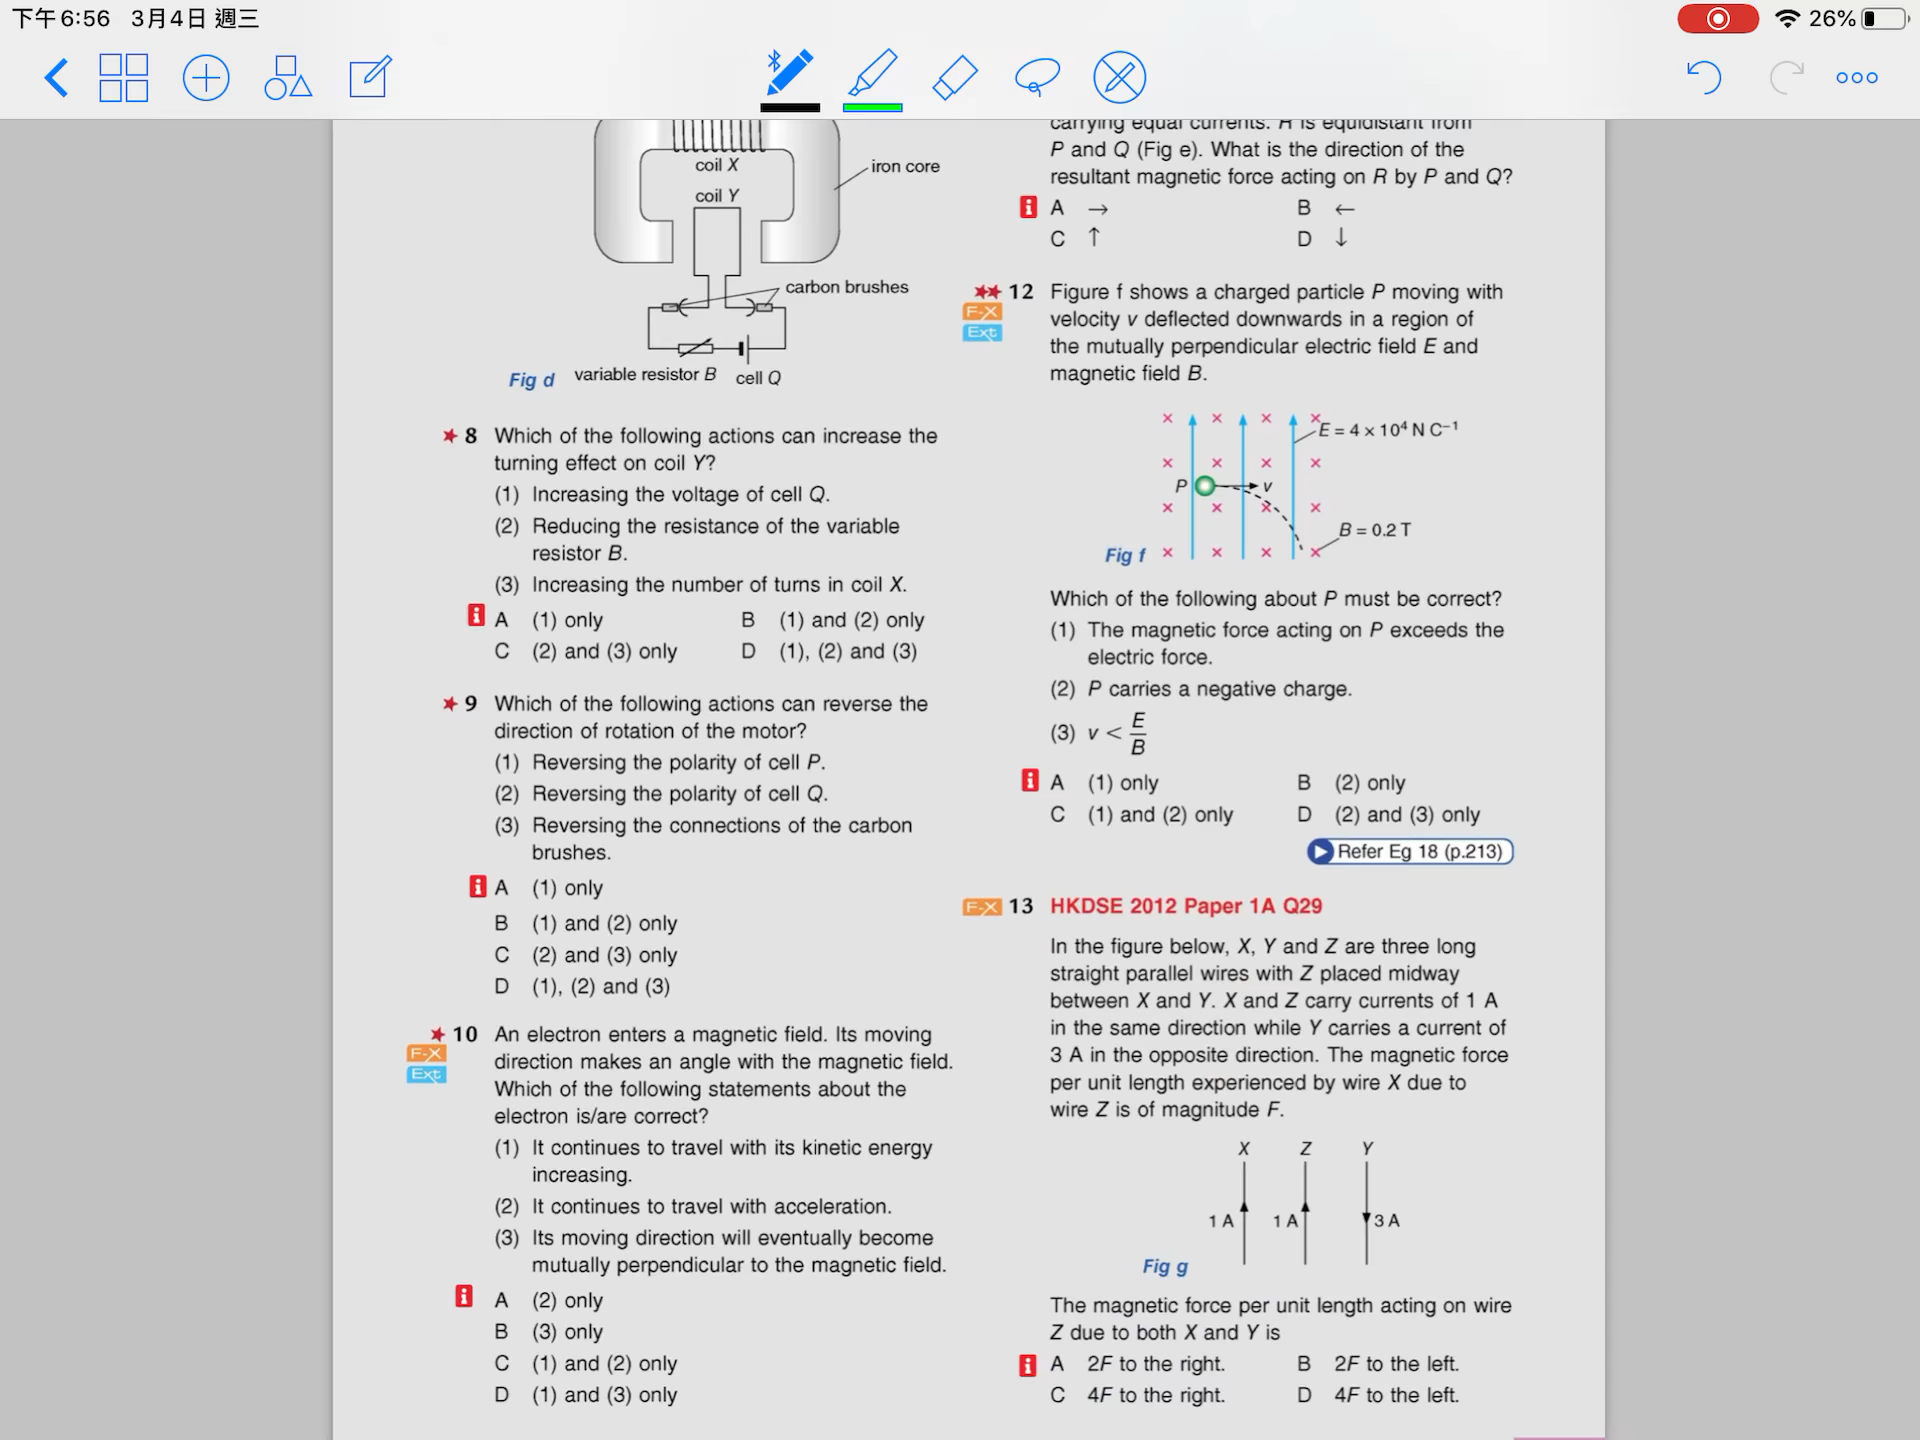 下午6:56 3月4日 週三
26%
coil X
coil Y
iron core
carbon brushes
Fig d
variable resistor B
cell Q
★ 8 Which of the following actions can increase the
turning effect on coil Y?
(1) Increasing the voltage of cell Q.
(2) Reducing the resistance of the variable
resistor B.
(3) Increasing the number of turns in coil X.
A (1) only B (1) and (2) only
C (2) and (3) only D (1), (2) and (3)
★ 9 Which of the following actions can reverse the
direction of rotation of the motor?
(1) Reversing the polarity of cell P.
(2) Reversing the polarity of cell Q.
(3) Reversing the connections of the carbon
brushes.
A (1) only
B (1) and (2) only
C (2) and (3) only
D (1), (2) and (3)
★ 10 An electron enters a magnetic field. Its moving
F-X
Ext
direction makes an angle with the magnetic field.
Which of the following statements about the
electron is/are correct?
(1) It continues to travel with its kinetic energy
increasing.
(2) It continues to travel with acceleration.
(3) Its moving direction will eventually become
mutually perpendicular to the magnetic field.
A (2) only
B (3) only
C (1) and (2) only
D (1) and (3) only
carrying equal currents. R is equidistant from
P and Q (Fig e). What is the direction of the
resultant magnetic force acting on R by P and Q?
A → B ←
C ↑ D ↓
★★ 12 Figure f shows a charged particle P moving with
F-X
Ext
velocity v deflected downwards in a region of
the mutually perpendicular electric field E and
magnetic field B.
E = 4 × 10⁴ N C⁻¹
P
v
B = 0.2 T
Fig f
Which of the following about P must be correct?
(1) The magnetic force acting on P exceeds the
electric force.
(2) P carries a negative charge.
(3) v < E/B
A (1) only B (2) only
C (1) and (2) only D (2) and (3) only
Refer Eg 18 (p.213)
F-X 13 HKDSE 2012 Paper 1A Q29
In the figure below, X, Y and Z are three long
straight parallel wires with Z placed midway
between X and Y. X and Z carry currents of 1 A
in the same direction while Y carries a current of
3 A in the opposite direction. The magnetic force
per unit length experienced by wire X due to
wire Z is of magnitude F.
X Z Y
1 A 1 A 3 A
Fig g
The magnetic force per unit length acting on wire
Z due to both X and Y is
A 2F to the right. B 2F to the left.
C 4F to the right. D 4F to the left.